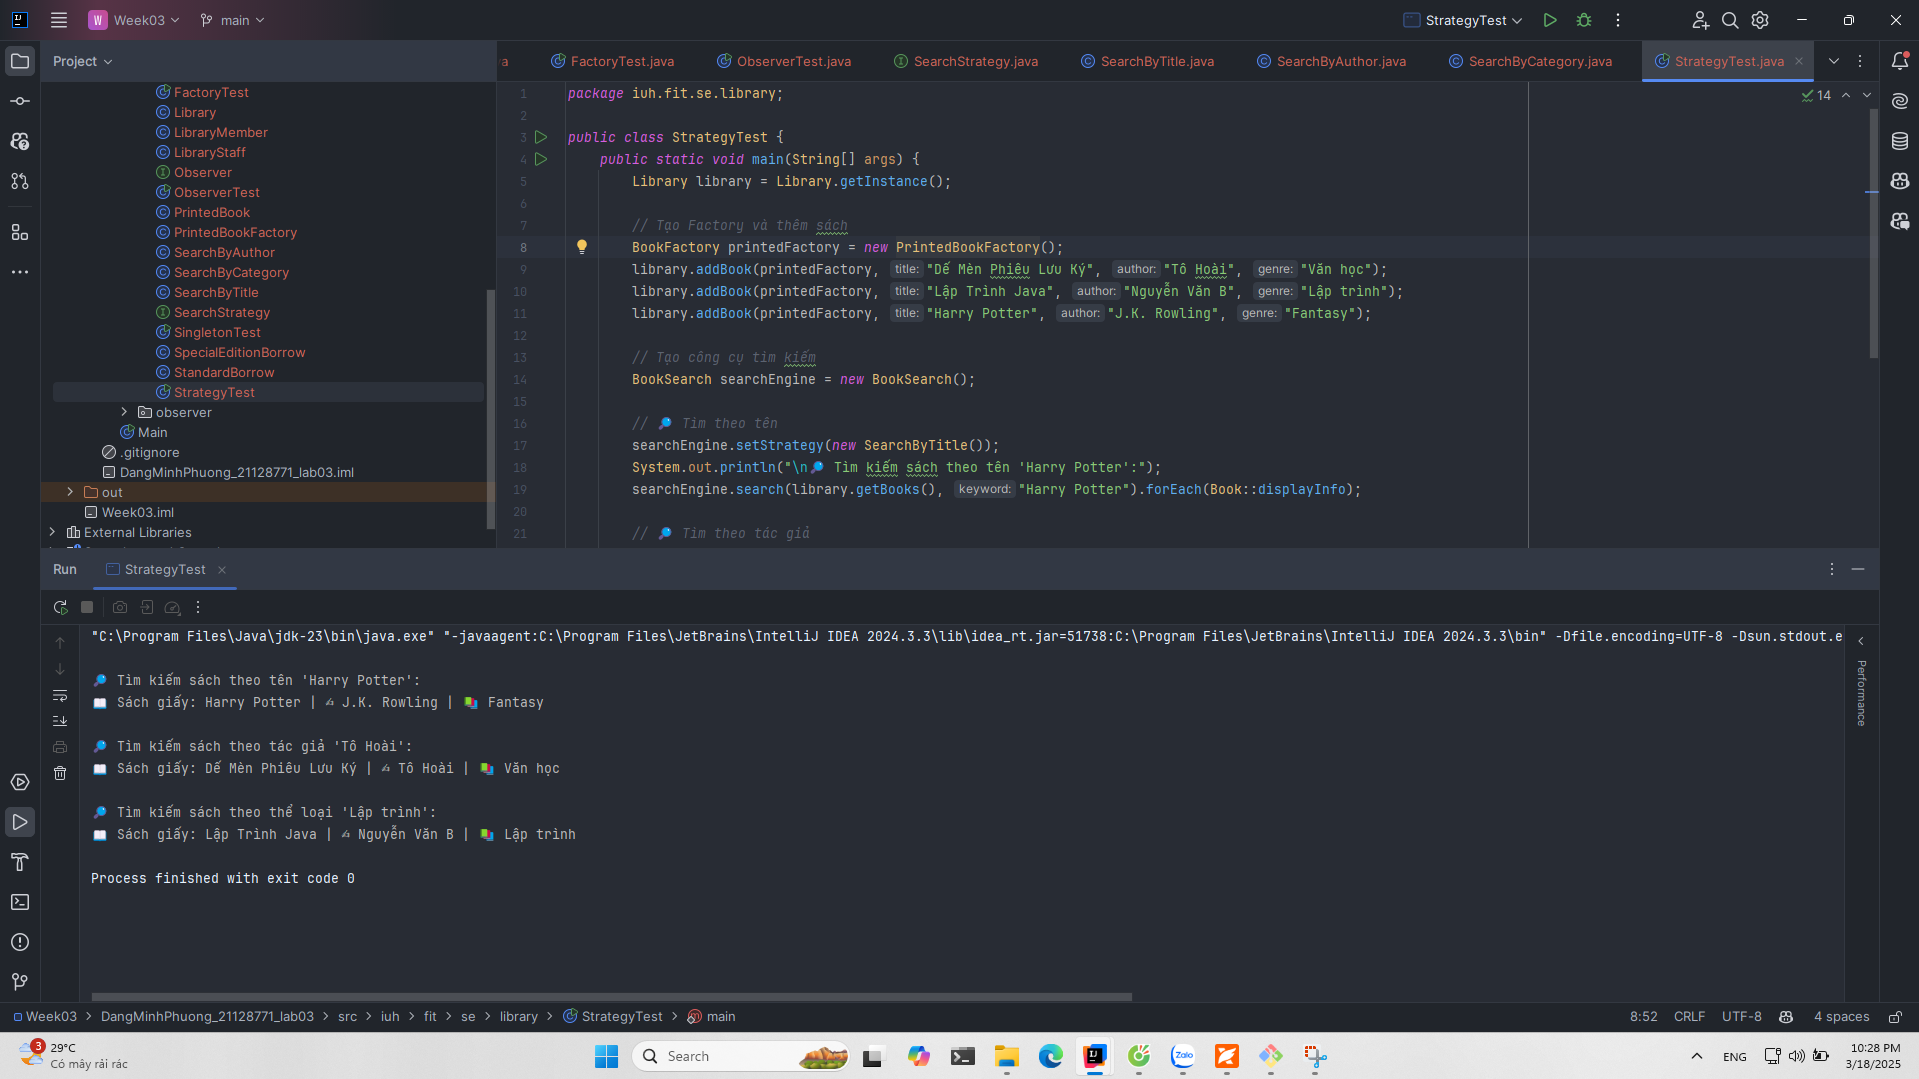 Week03
main
StrategyTest
Project
FactoryTest.java
ObserverTest.java
SearchStrategy.java
SearchByTitle.java
SearchByAuthor.java
SearchByCategory.java
StrategyTest.java
FactoryTest
Library
LibraryMember
LibraryStaff
Observer
ObserverTest
PrintedBook
PrintedBookFactory
SearchByAuthor
SearchByCategory
SearchByTitle
SearchStrategy
SingletonTest
SpecialEditionBorrow
StandardBorrow
StrategyTest
observer
Main
.gitignore
DangMinhPhuong_21128771_lab03.iml
out
Week03.iml
External Libraries
14
1 package iuh.fit.se.library;
2
3 public class StrategyTest {
4 public static void main(String[] args) {
5 Library library = Library.getInstance();
6
7 // Tạo Factory và thêm sách
8 BookFactory printedFactory = new PrintedBookFactory();
9 library.addBook(printedFactory, title: "Dế Mèn Phiêu Lưu Ký", author: "Tô Hoài", genre: "Văn học");
10 library.addBook(printedFactory, title: "Lập Trình Java", author: "Nguyễn Văn B", genre: "Lập trình");
11 library.addBook(printedFactory, title: "Harry Potter", author: "J.K. Rowling", genre: "Fantasy");
12
13 // Tạo công cụ tìm kiếm
14 BookSearch searchEngine = new BookSearch();
15
16 // 🔎 Tìm theo tên
17 searchEngine.setStrategy(new SearchByTitle());
18 System.out.println("\n🔎 Tìm kiếm sách theo tên 'Harry Potter':");
19 searchEngine.search(library.getBooks(), keyword: "Harry Potter").forEach(Book::displayInfo);
20
21 // 🔎 Tìm theo tác giả
Run
StrategyTest
"C:\Program Files\Java\jdk-23\bin\java.exe" "-javaagent:C:\Program Files\JetBrains\IntelliJ IDEA 2024.3.3\lib\idea_rt.jar=51738:C:\Program Files\JetBrains\IntelliJ IDEA 2024.3.3\bin" -Dfile.encoding=UTF-8 -Dsun.stdout.e
🔎 Tìm kiếm sách theo tên 'Harry Potter':
📖 Sách giấy: Harry Potter | ✍ J.K. Rowling | 📚 Fantasy
🔎 Tìm kiếm sách theo tác giả 'Tô Hoài':
📖 Sách giấy: Dế Mèn Phiêu Lưu Ký | ✍ Tô Hoài | 📚 Văn học
🔎 Tìm kiếm sách theo thể loại 'Lập trình':
📖 Sách giấy: Lập Trình Java | ✍ Nguyễn Văn B | 📚 Lập trình
Process finished with exit code 0
Performance
Week03 > DangMinhPhuong_21128771_lab03 > src > iuh > fit > se > library > StrategyTest > main
8:52 CRLF UTF-8 4 spaces
3
29°C
Có mây rải rác
Search
Zalo
ENG
10:28 PM
3/18/2025